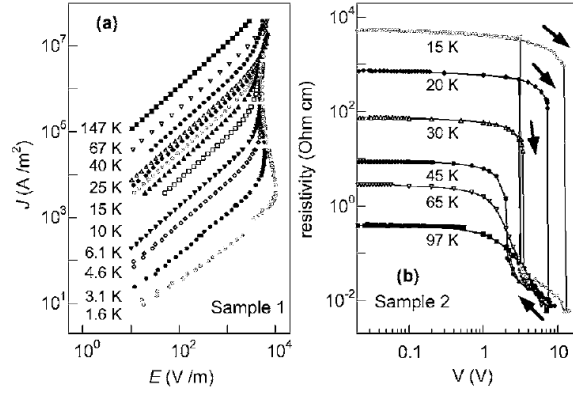 (a)
10⁷
10⁵
10³
10¹
J (A /m²)
147 K
67 K
40 K
25 K
15 K
10 K
6.1 K
4.6 K
3.1 K
1.6 K
Sample 1
10⁰ 10² 10⁴
E (V /m)
10⁴
10²
10⁰
10⁻²
resistivity (Ohm cm)
15 K
20 K
30 K
45 K
65 K
97 K
(b)
Sample 2
0.1 1 10
V (V)